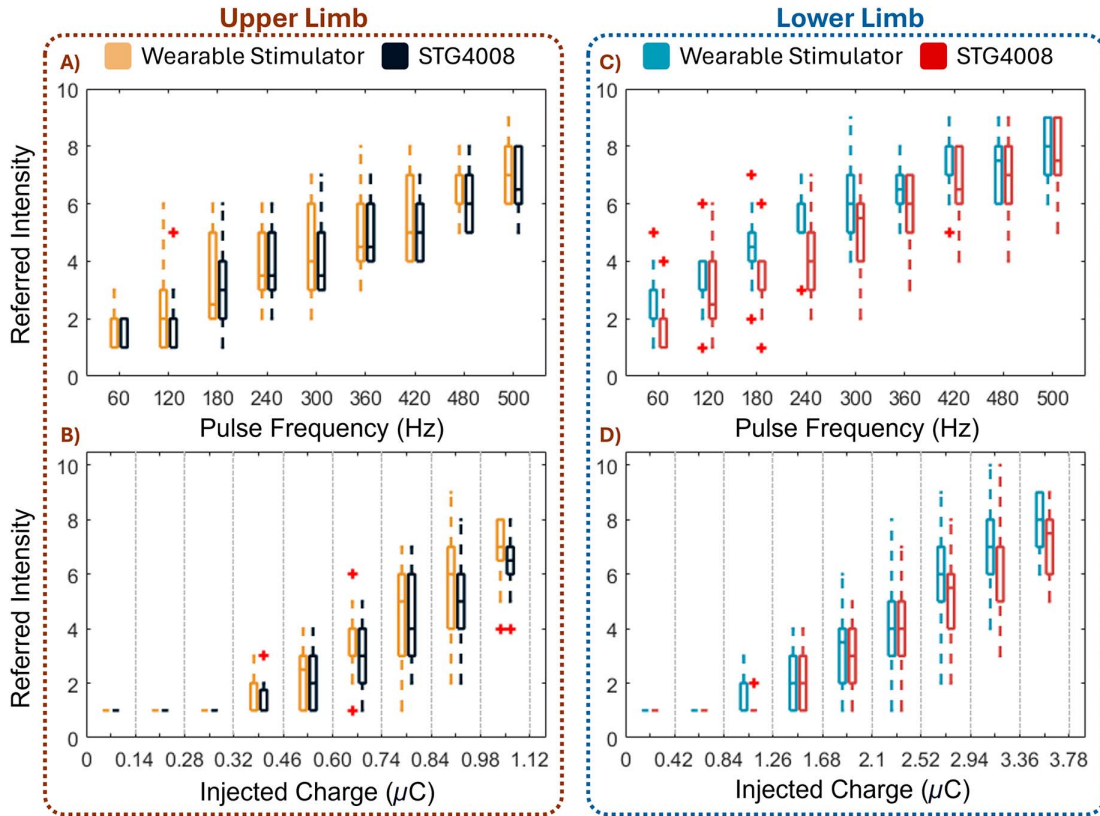 Upper Limb
Lower Limb
A)
Wearable Stimulator
STG4008
C)
Wearable Stimulator
STG4008
Referred Intensity
10
8
6
4
2
0
60 120 180 240 300 360 420 480 500
Pulse Frequency (Hz)
10
8
6
4
2
0
60 120 180 240 300 360 420 480 500
Pulse Frequency (Hz)
B)
Referred Intensity
10
8
6
4
2
0
0 0.14 0.28 0.32 0.46 0.60 0.74 0.84 0.98 1.12
Injected Charge (µC)
D)
10
8
6
4
2
0
0 0.42 0.84 1.26 1.68 2.1 2.52 2.94 3.36 3.78
Injected Charge (µC)